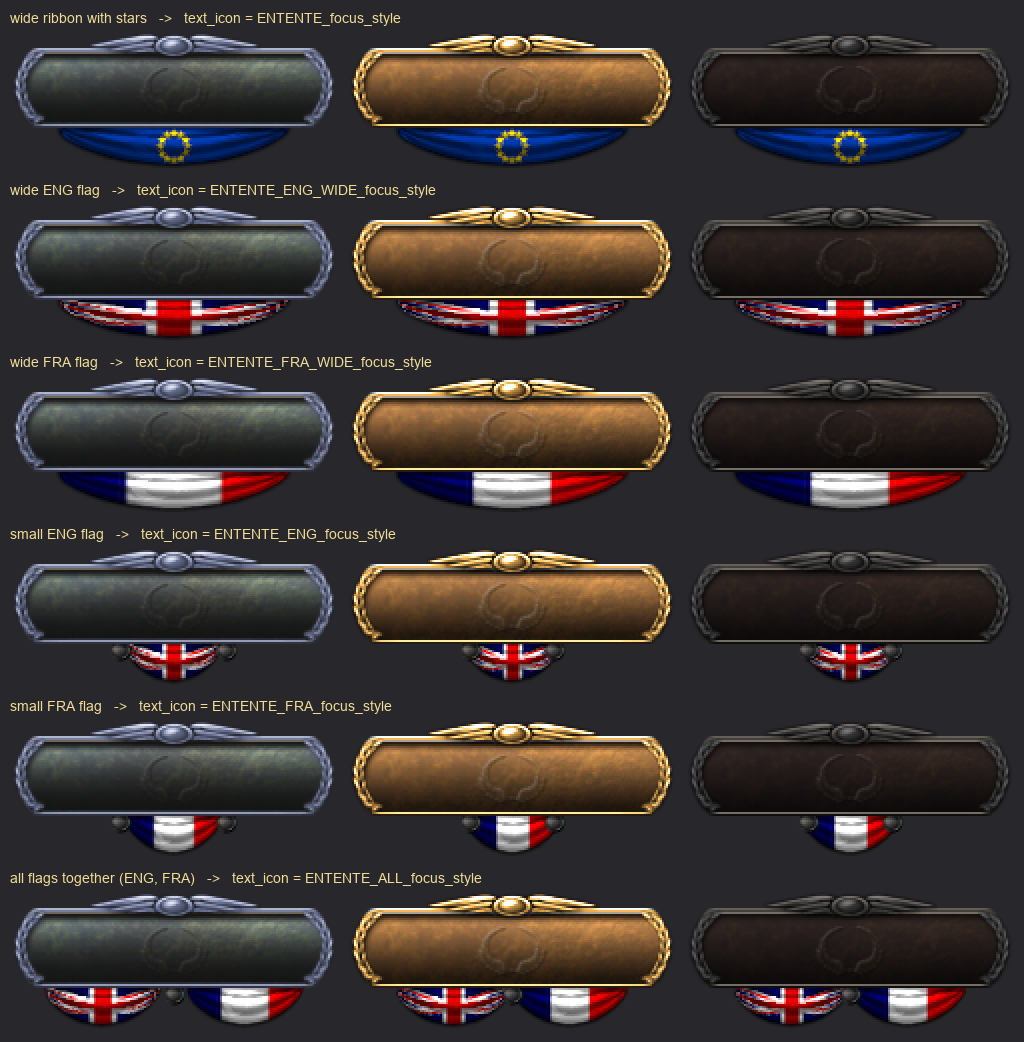 wide ribbon with stars -> text_icon = ENTENTE_focus_style
wide ENG flag -> text_icon = ENTENTE_ENG_WIDE_focus_style
wide FRA flag -> text_icon = ENTENTE_FRA_WIDE_focus_style
small ENG flag -> text_icon = ENTENTE_ENG_focus_style
small FRA flag -> text_icon = ENTENTE_FRA_focus_style
all flags together (ENG, FRA) -> text_icon = ENTENTE_ALL_focus_style